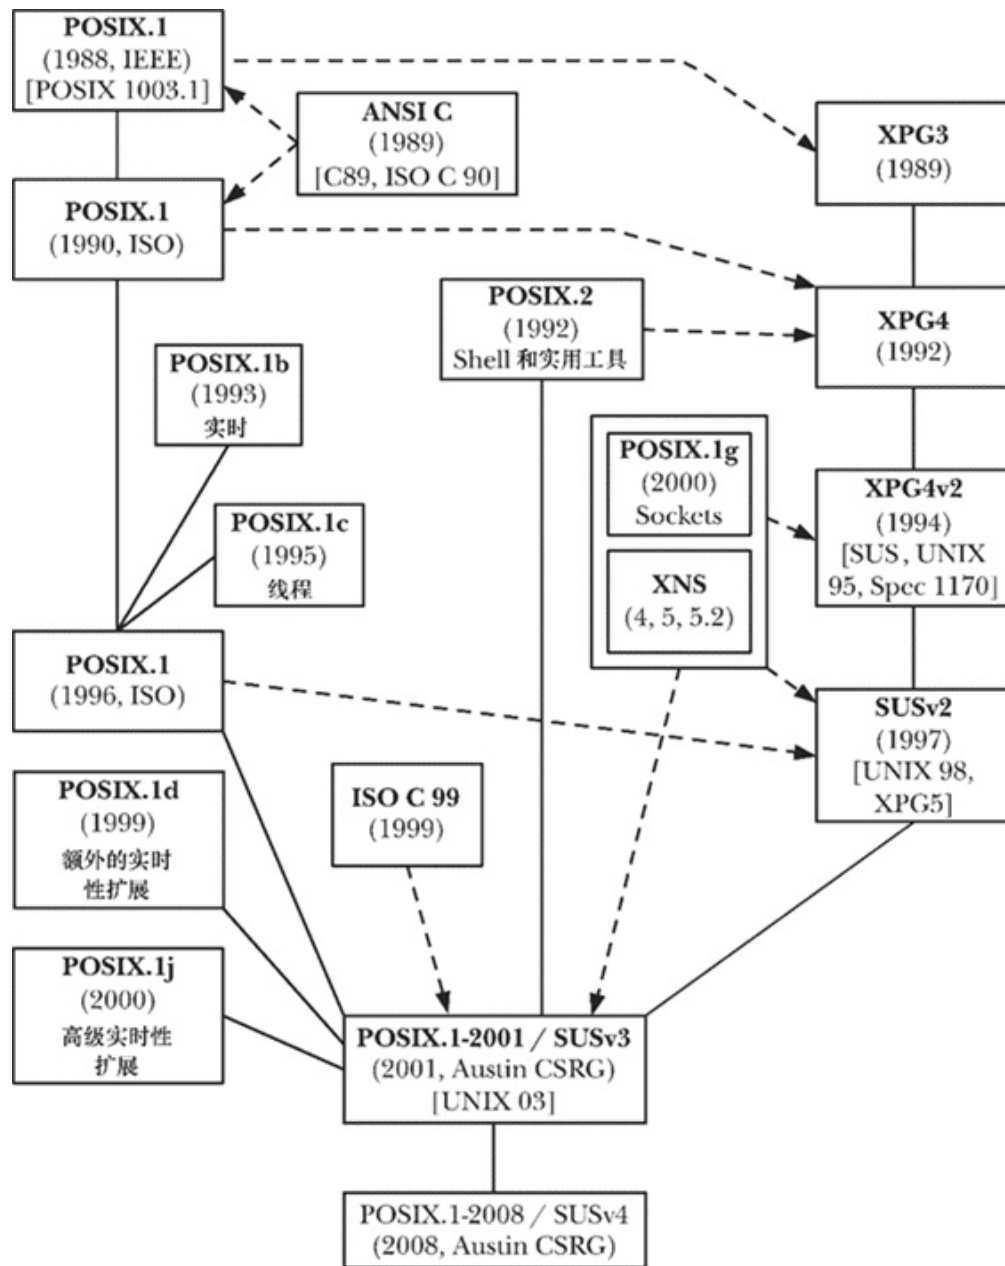 POSIX.1
(1988, IEEE)
[POSIX 1003.1]
ANSI C
(1989)
[C89, ISO C 90]
XPG3
(1989)
POSIX.1
(1990, ISO)
POSIX.2
(1992)
Shell 和实用工具
XPG4
(1992)
POSIX.1b
(1993)
实时
POSIX.1g
(2000)
Sockets
XNS
(4, 5, 5.2)
XPG4v2
(1994)
[SUS, UNIX
95, Spec 1170]
POSIX.1c
(1995)
线程
POSIX.1
(1996, ISO)
SUSv2
(1997)
[UNIX 98,
XPG5]
POSIX.1d
(1999)
额外的实时
性扩展
ISO C 99
(1999)
POSIX.1j
(2000)
高级实时性
扩展
POSIX.1-2001 / SUSv3
(2001, Austin CSRG)
[UNIX 03]
POSIX.1-2008 / SUSv4
(2008, Austin CSRG)